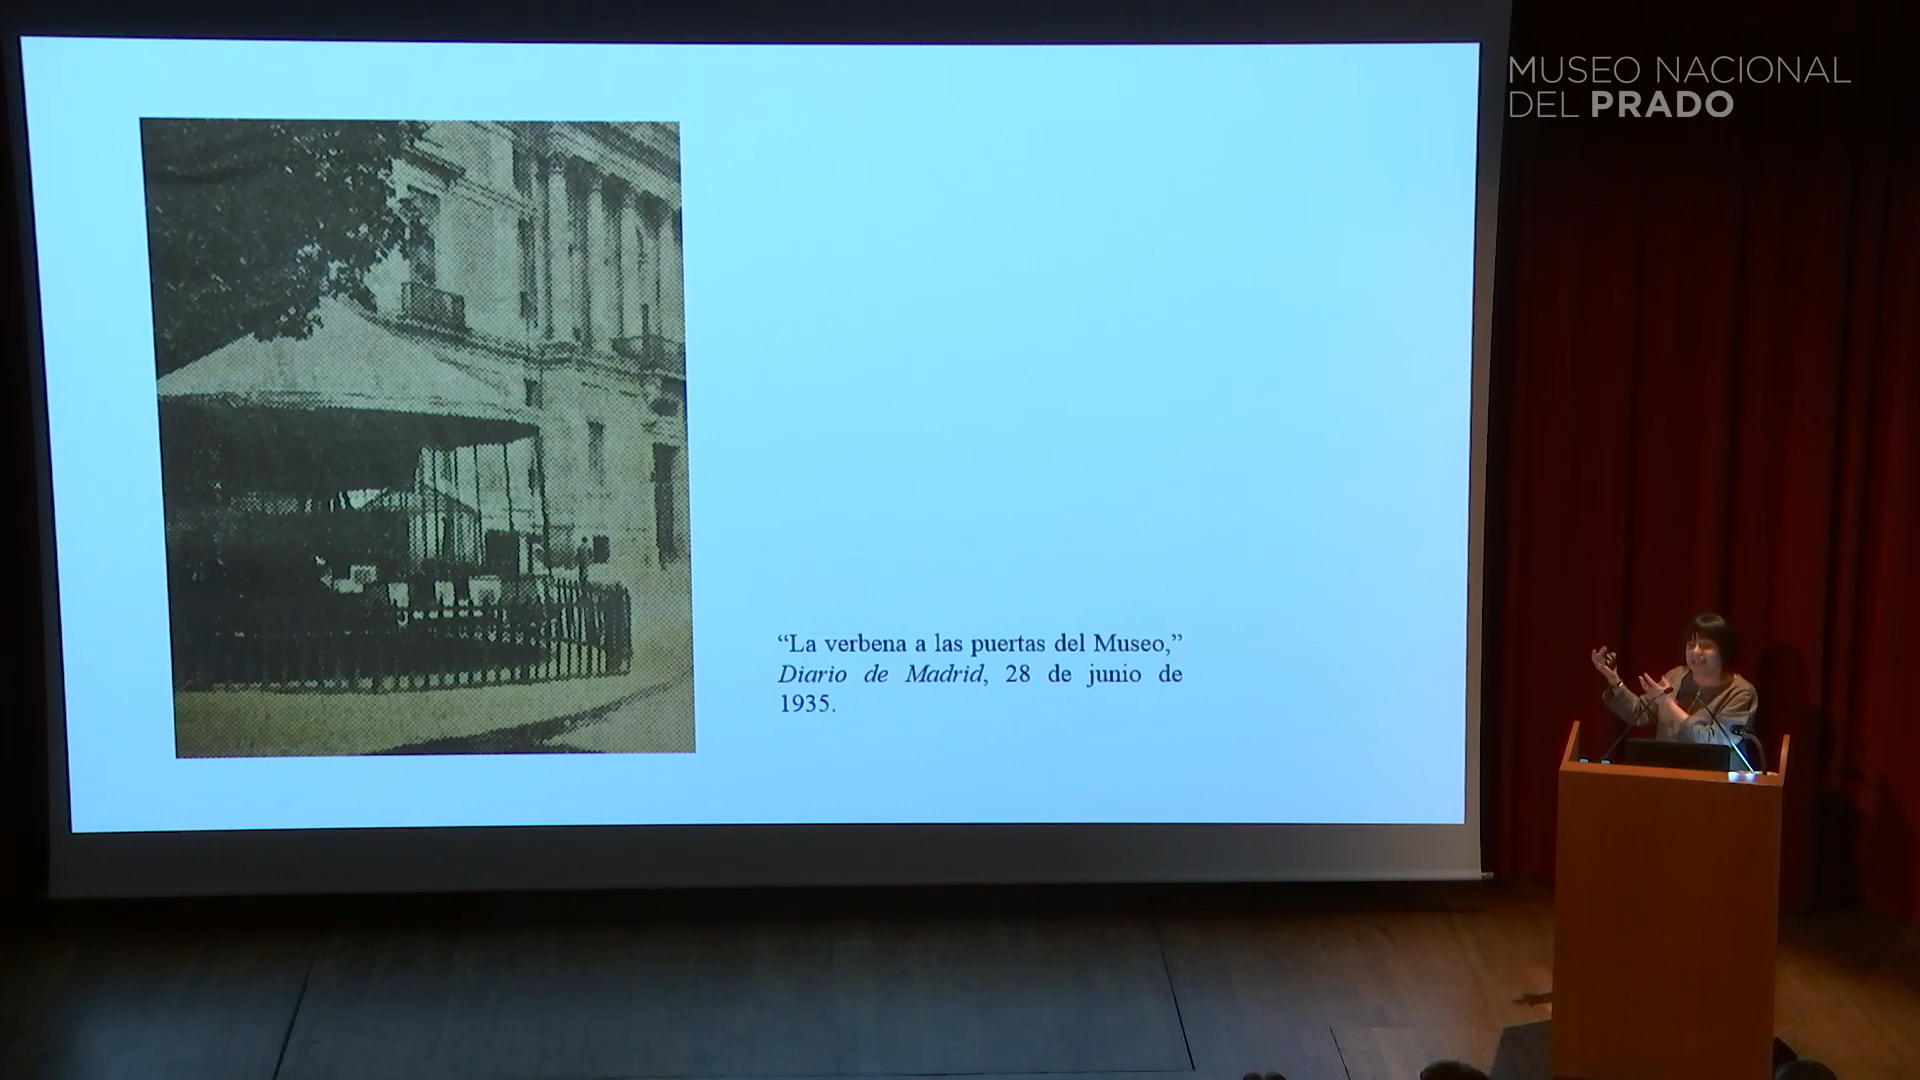 MUSEO NACIONAL
DEL PRADO
“La verbena a las puertas del Museo,”
Diario de Madrid, 28 de junio de
1935.